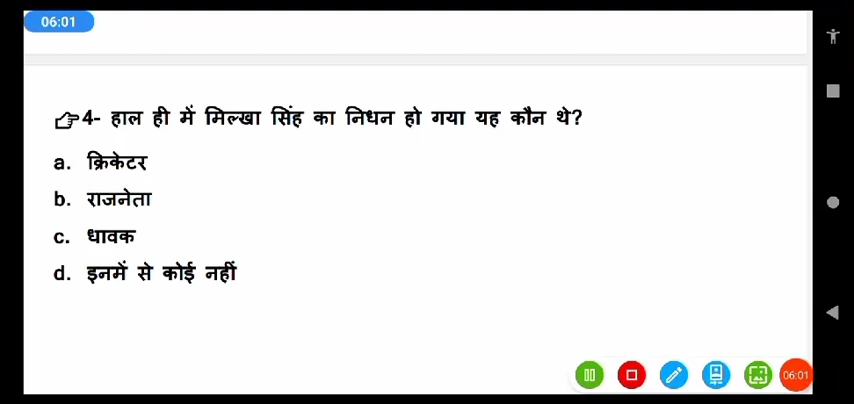 06:01
4- हाल ही में मिल्खा सिंह का निधन हो गया यह कौन थे?
a. क्रिकेटर
b. राजनेता
c. धावक
d. इनमें से कोई नहीं
06:01